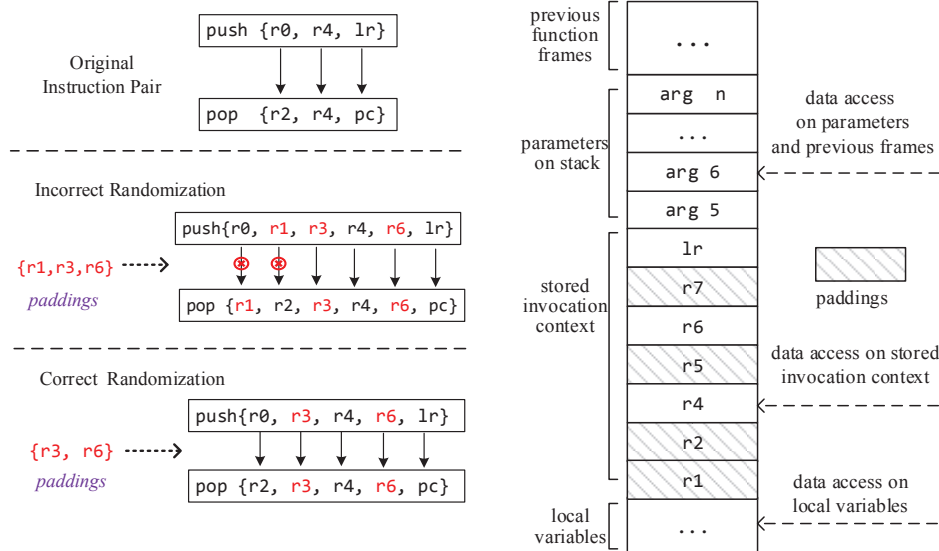 Original
Instruction Pair
push {r0, r4, lr}
pop {r2, r4, pc}
Incorrect Randomization
{r1,r3,r6}
paddings
push{r0, r1, r3, r4, r6, lr}
pop {r1, r2, r3, r4, r6, pc}
Correct Randomization
{r3, r6}
paddings
push{r0, r3, r4, r6, lr}
pop {r2, r3, r4, r6, pc}
previous
function
frames
...
parameters
on stack
arg n
...
arg 6
arg 5
stored
invocation
context
lr
r7
r6
r5
r4
r2
r1
local
variables
...
data access
on parameters
and previous frames
paddings
data access on stored
invocation context
data access on
local variables